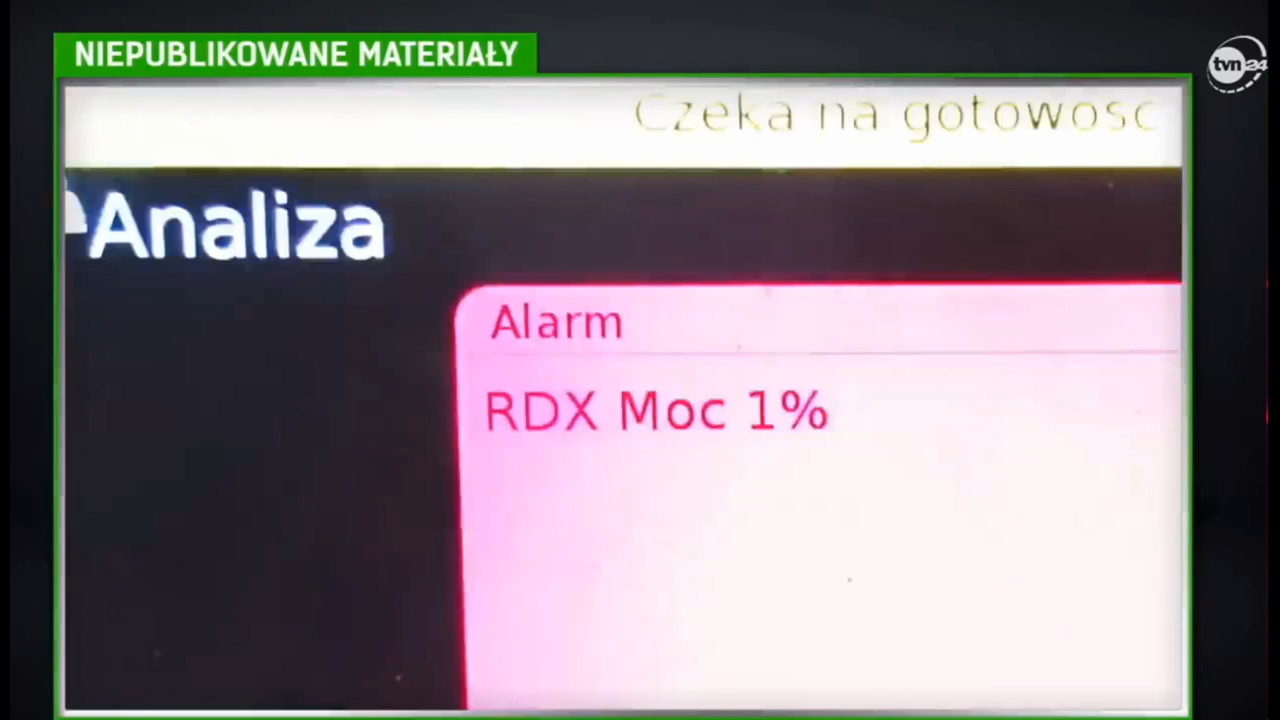 NIEPUBLIKOWANE MATERIAŁY
tvn24
Czeka na gotowosc
Analiza
Alarm
RDX Moc 1%